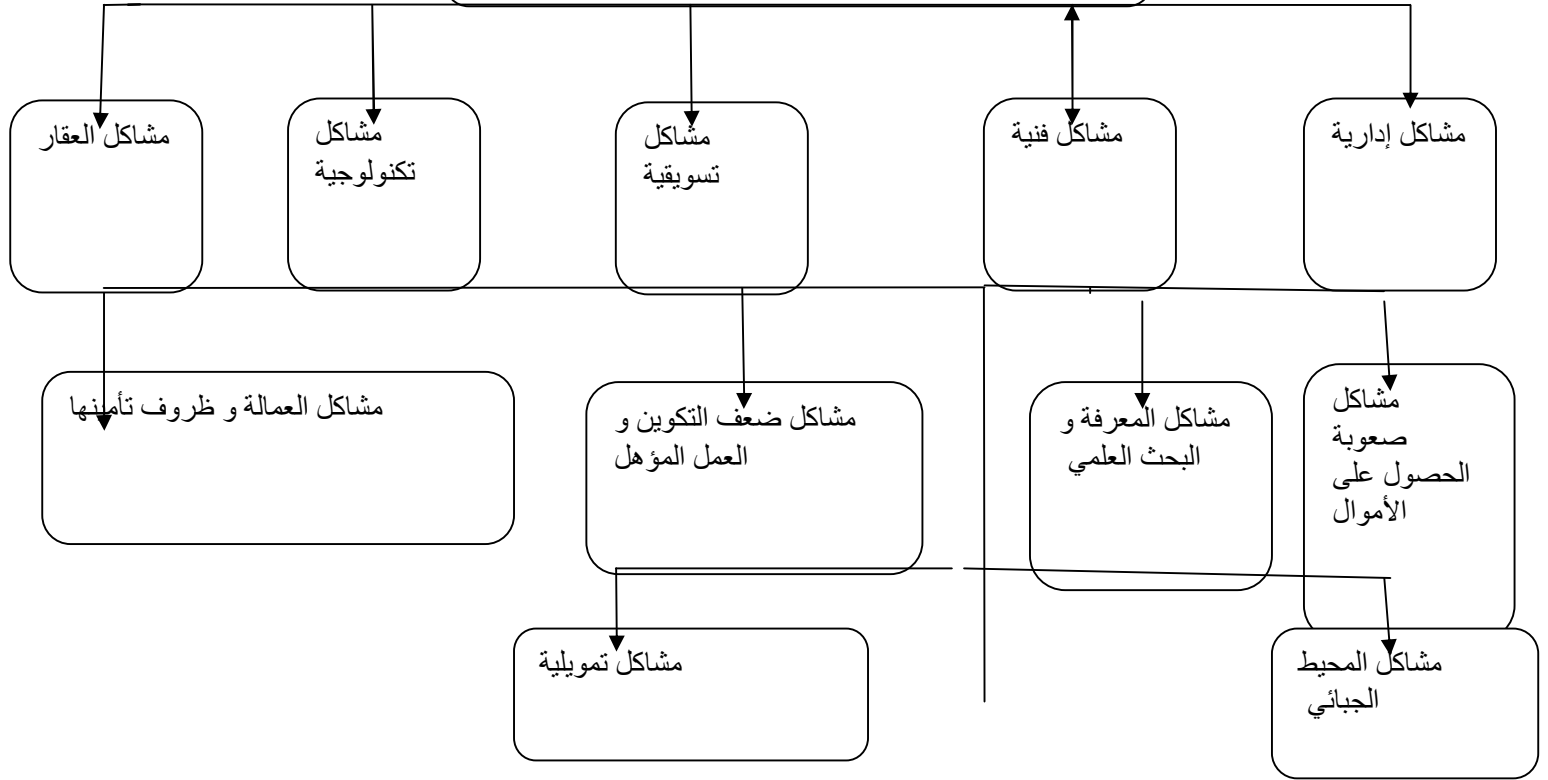 مشاكل إدارية
مشاكل فنية
مشاكل
تسويقية
مشاكل
تكنولوجية
مشاكل العقار
مشاكل
صعوبة
الحصول على
الأموال
مشاكل المعرفة و
البحث العلمي
مشاكل ضعف التكوين و
العمل المؤهل
مشاكل العمالة و ظروف تأمينها
مشاكل المحيط
الجبائي
مشاكل تمويلية